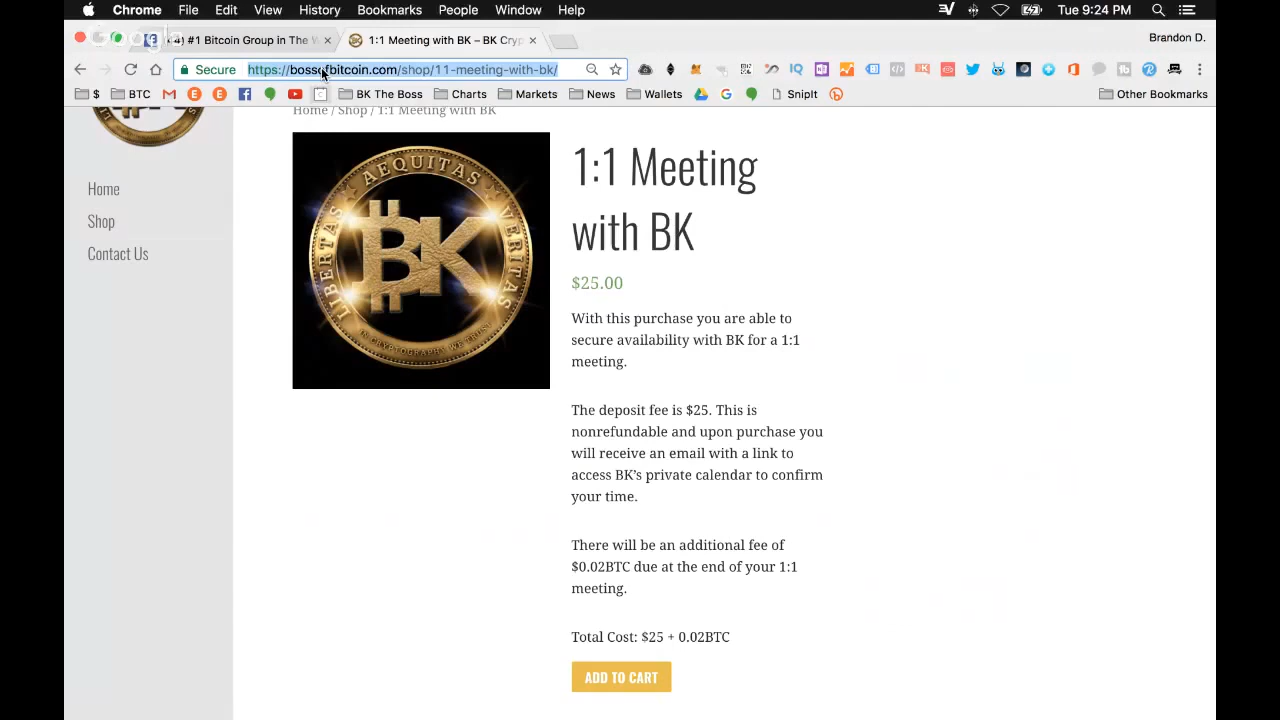 Chrome File Edit View History Bookmarks People Window Help Tue 9:24 PM
#1 Bitcoin Group in The W 1:1 Meeting with BK – BK Cryp Brandon D.
Secure https://bossofbitcoin.com/shop/11-meeting-with-bk/
$ BTC BK The Boss Charts Markets News Wallets SnipIt Other Bookmarks
Home / Shop / 1:1 Meeting with BK
Home
Shop
Contact Us
LIBERTAS AEQUITAS VERITAS
BK
IN CRYPTOGRAPHY WE TRUST
1:1 Meeting
with BK
$25.00
With this purchase you are able to
secure availability with BK for a 1:1
meeting.
The deposit fee is $25. This is
nonrefundable and upon purchase you
will receive an email with a link to
access BK’s private calendar to confirm
your time.
There will be an additional fee of
$0.02BTC due at the end of your 1:1
meeting.
Total Cost: $25 + 0.02BTC
ADD TO CART